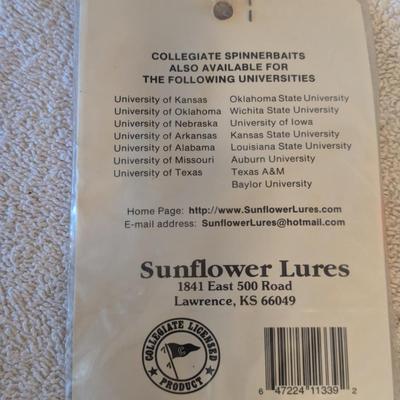 COLLEGIATE SPINNERBAITS
ALSO AVAILABLE FOR
THE FOLLOWING UNIVERSITIES
University of Kansas Oklahoma State University
University of Oklahoma Wichita State University
University of Nebraska University of Iowa
University of Arkansas Kansas State University
University of Alabama Louisiana State University
University of Missouri Auburn University
University of Texas Texas A&M
Baylor University
Home Page: http://www.SunflowerLures.com
E-mail address: SunflowerLures@hotmail.com
Sunflower Lures
1841 East 500 Road
Lawrence, KS 66049
COLLEGIATE LICENSED
PRODUCT
6 47224 11339 2